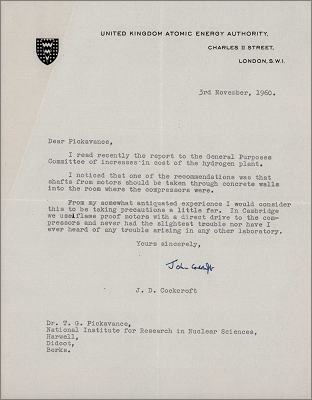 UNITED KINGDOM ATOMIC ENERGY AUTHORITY,
CHARLES II STREET,
LONDON, S.W.1.
3rd November, 1960.
Dear Pickavance,
I read recently the report to the General Purposes
Committee of increases in cost of the hydrogen plant.
I noticed that one of the recommendations was that
shafts from motors should be taken through concrete walls
into the room where the compressors were.
From my somewhat antiquated experience I would consider
this to be taking precautions a little far. In Cambridge
we use flame proof motors with a direct drive to the com-
pressors and never had the slightest trouble nor have I
ever heard of any trouble arising in any other laboratory.
Yours sincerely,
John Cockcroft
J. D. Cockcroft
Dr. T. G. Pickavance,
National Institute for Research in Nuclear Sciences,
Harwell,
Didcot,
Berks.